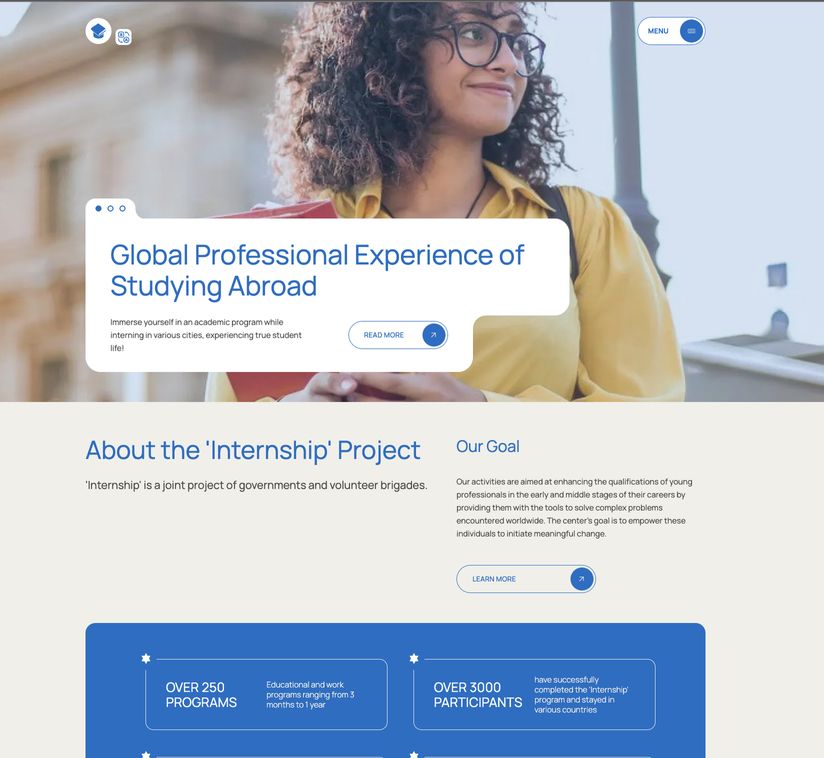 MENU
Global Professional Experience of
Studying Abroad
Immerse yourself in an academic program while
interning in various cities, experiencing true student
life!
READ MORE
About the 'Internship' Project
'Internship' is a joint project of governments and volunteer brigades.
Our Goal
Our activities are aimed at enhancing the qualifications of young
professionals in the early and middle stages of their careers by
providing them with the tools to solve complex problems
encountered worldwide. The center's goal is to empower these
individuals to initiate meaningful change.
LEARN MORE
OVER 250
PROGRAMS
Educational and work
programs ranging from 3
months to 1 year
OVER 3000
PARTICIPANTS
have successfully
completed the 'Internship'
program and stayed in
various countries